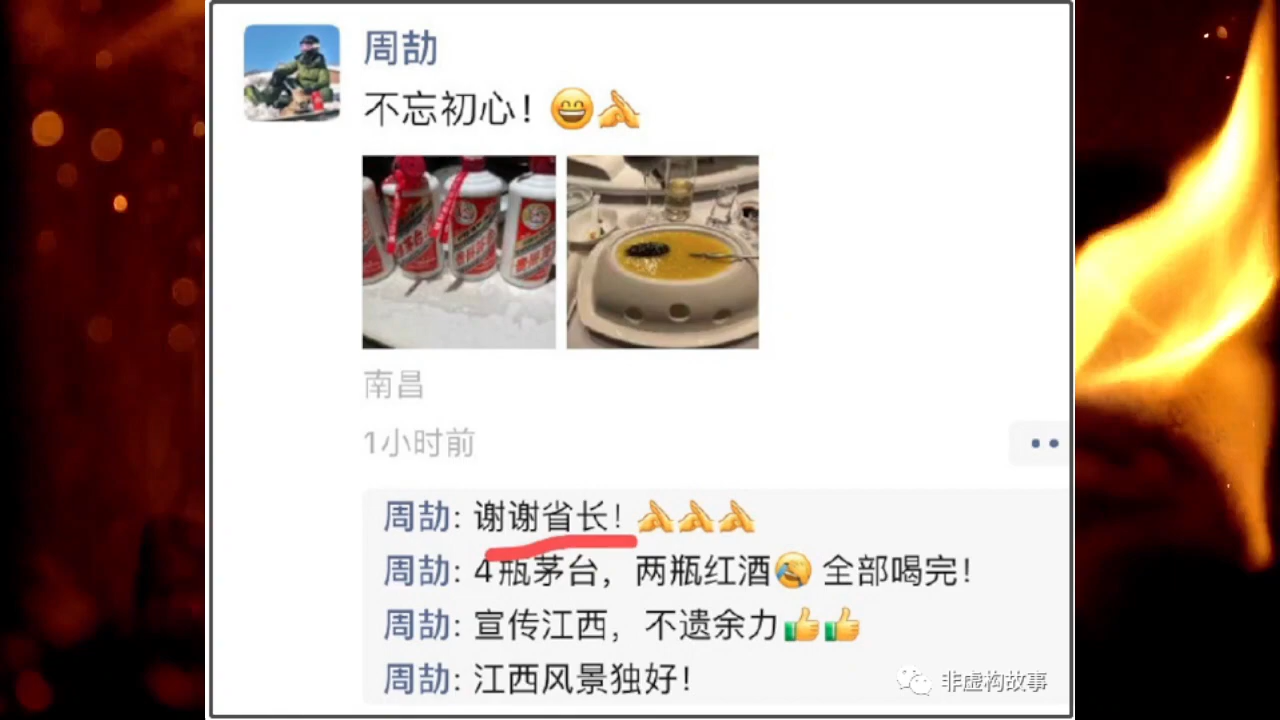 周劼
不忘初心！
南昌
1小时前
周劼: 谢谢省长！
周劼: 4瓶茅台，两瓶红酒 全部喝完！
周劼: 宣传江西，不遗余力
周劼: 江西风景独好！
非虚构故事